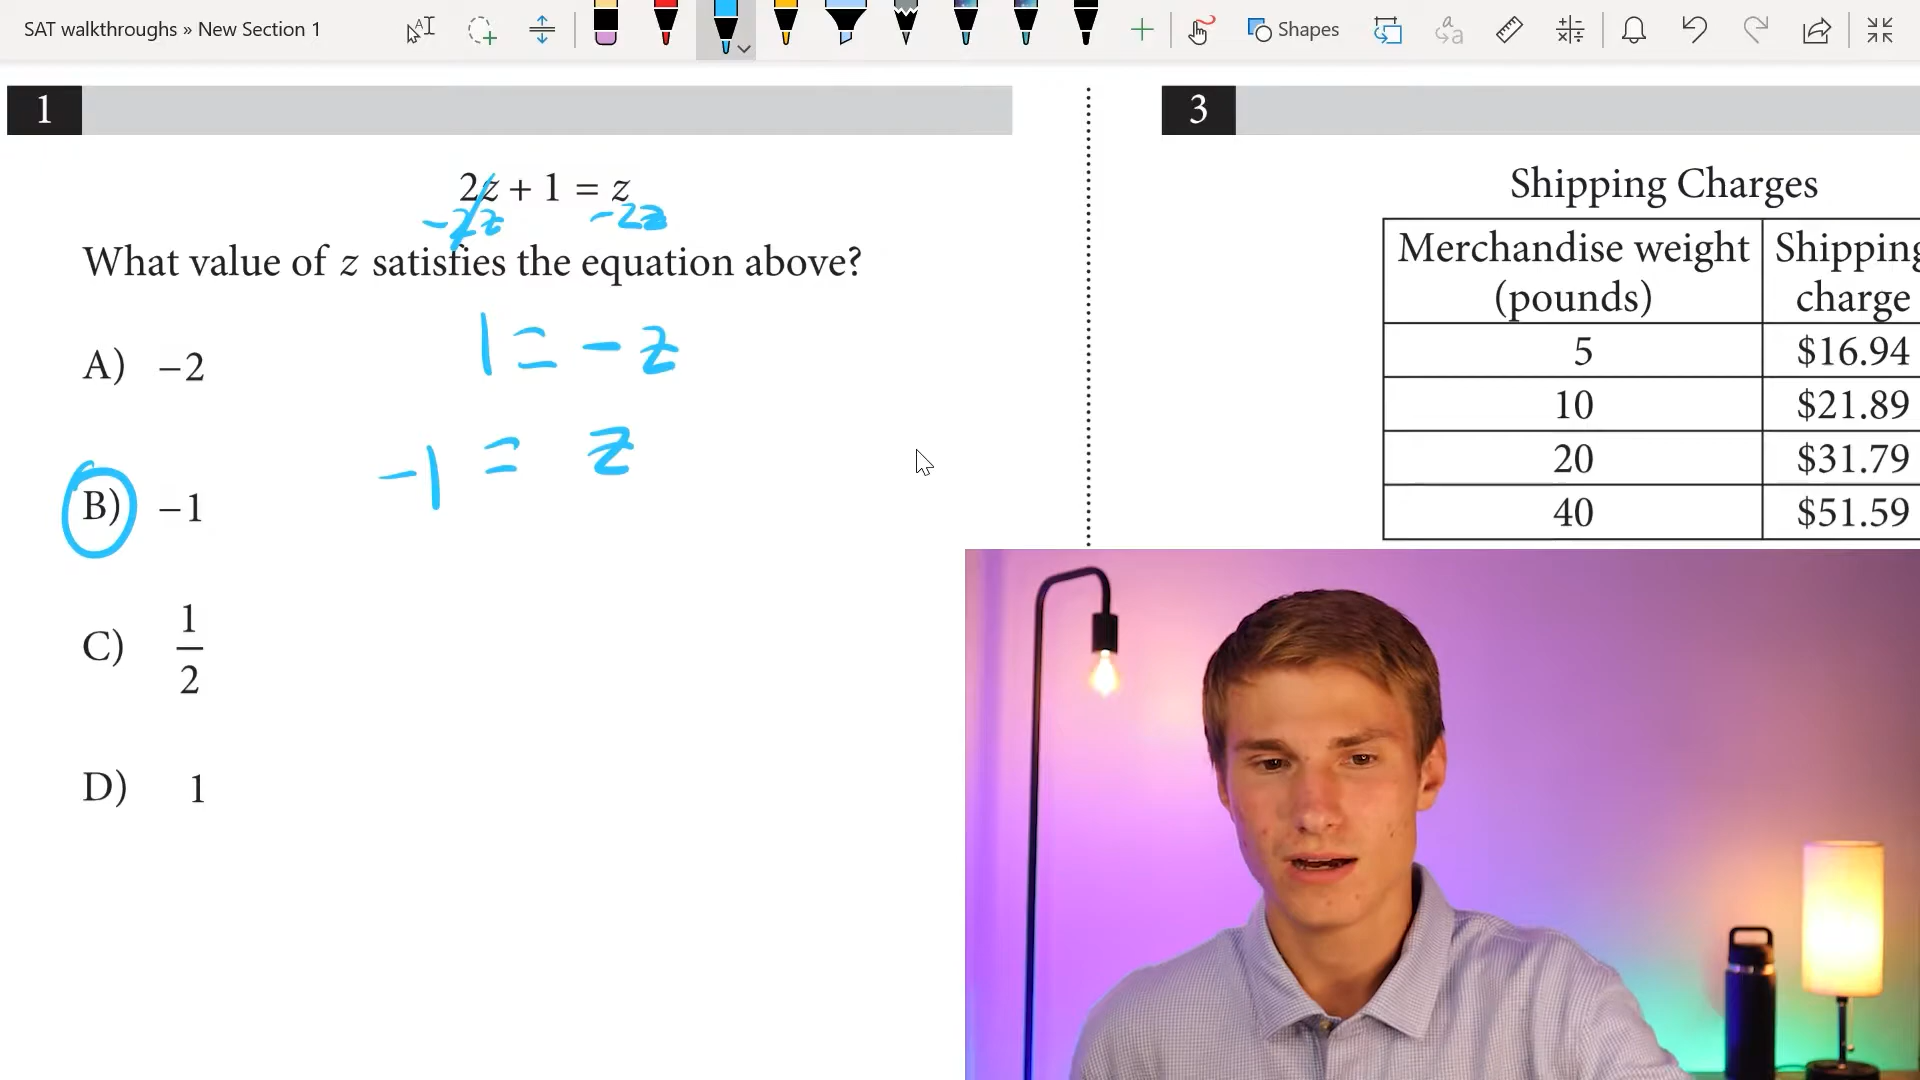 SAT walkthroughs » New Section 1
Shapes
1
2z + 1 = z
-2z -2z
What value of z satisfies the equation above?
1 = - z
A) −2
-1 = z
B) −1
C) 1/2
D) 1
3
Shipping Charges
Merchandise weight (pounds) Shipping charge
5 $16.94
10 $21.89
20 $31.79
40 $51.59